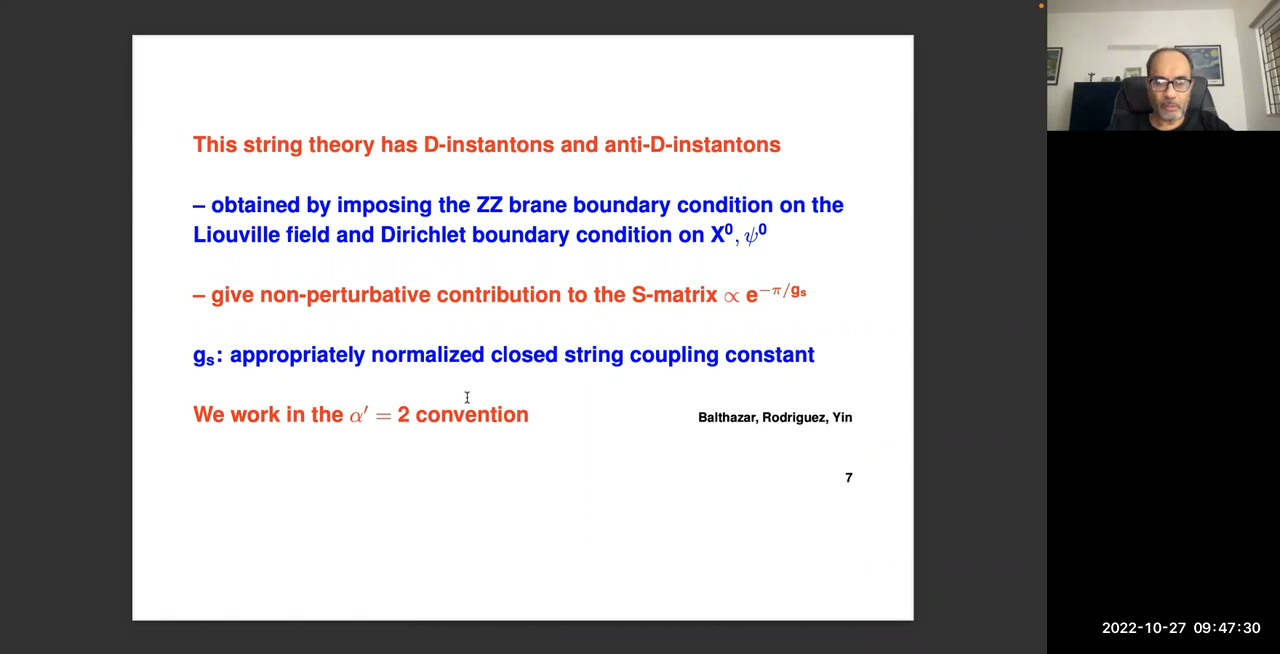 This string theory has D-instantons and anti-D-instantons
– obtained by imposing the ZZ brane boundary condition on the
Liouville field and Dirichlet boundary condition on X⁰, ψ⁰
– give non-perturbative contribution to the S-matrix ∝ e^{−π/gₛ}
gₛ: appropriately normalized closed string coupling constant
We work in the α′ = 2 convention
Balthazar, Rodriguez, Yin
7
2022-10-27 09:47:30